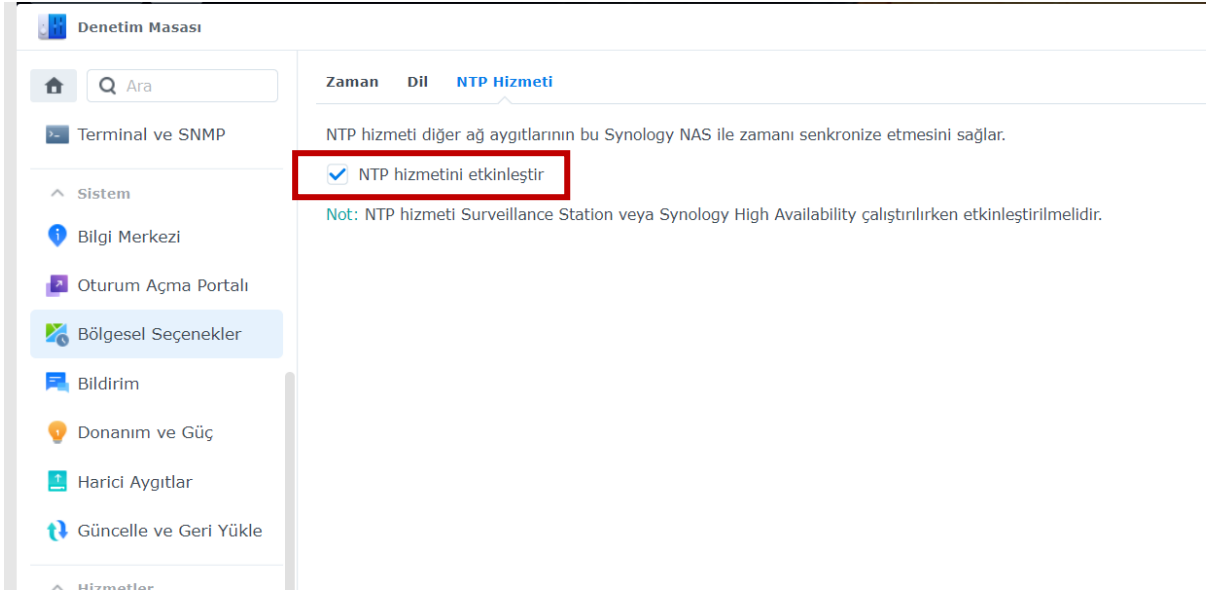 Denetim Masası
Ara
Terminal ve SNMP
Sistem
Bilgi Merkezi
Oturum Açma Portalı
Bölgesel Seçenekler
Bildirim
Donanım ve Güç
Harici Aygıtlar
Güncelle ve Geri Yükle
Hizmetler
Zaman Dil NTP Hizmeti
NTP hizmeti diğer ağ aygıtlarının bu Synology NAS ile zamanı senkronize etmesini sağlar.
NTP hizmetini etkinleştir
Not: NTP hizmeti Surveillance Station veya Synology High Availability çalıştırılırken etkinleştirilmelidir.